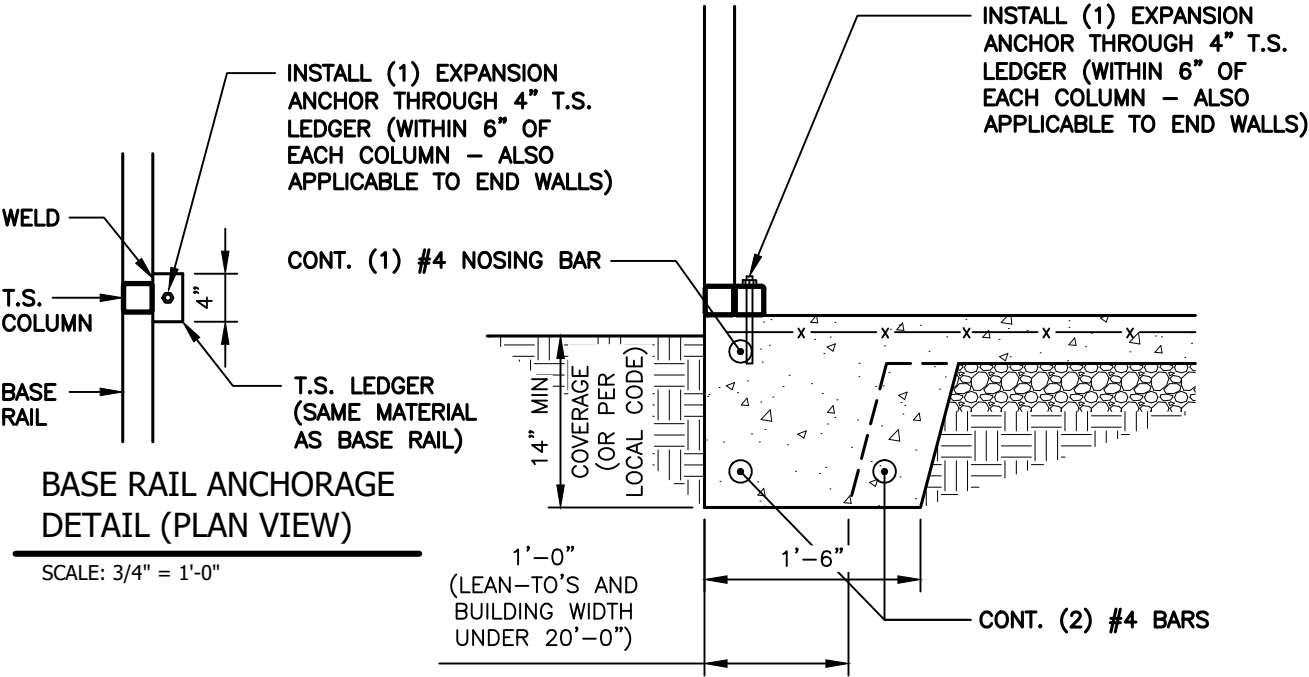 INSTALL (1) EXPANSION
ANCHOR THROUGH 4” T.S.
LEDGER (WITHIN 6” OF
EACH COLUMN – ALSO
APPLICABLE TO END WALLS)
WELD
T.S.
COLUMN
4”
BASE
RAIL
T.S. LEDGER
(SAME MATERIAL
AS BASE RAIL)
BASE RAIL ANCHORAGE
DETAIL (PLAN VIEW)
SCALE: 3/4" = 1'-0"
INSTALL (1) EXPANSION
ANCHOR THROUGH 4” T.S.
LEDGER (WITHIN 6” OF
EACH COLUMN – ALSO
APPLICABLE TO END WALLS)
CONT. (1) #4 NOSING BAR
x x x x x
14” MIN
COVERAGE
(OR PER
LOCAL CODE)
1’–0”
(LEAN–TO’S AND
BUILDING WIDTH
UNDER 20’–0”)
1’–6”
CONT. (2) #4 BARS